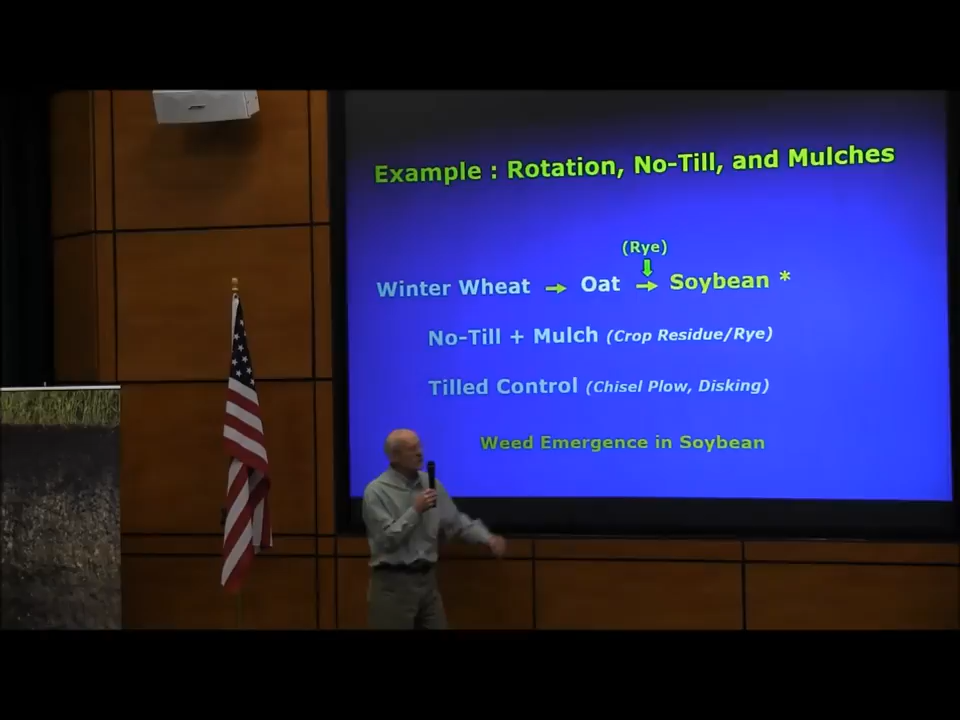 Example : Rotation, No-Till, and Mulches
(Rye)
Winter Wheat → Oat → Soybean *
No-Till + Mulch (Crop Residue/Rye)
Tilled Control (Chisel Plow, Disking)
Weed Emergence in Soybean